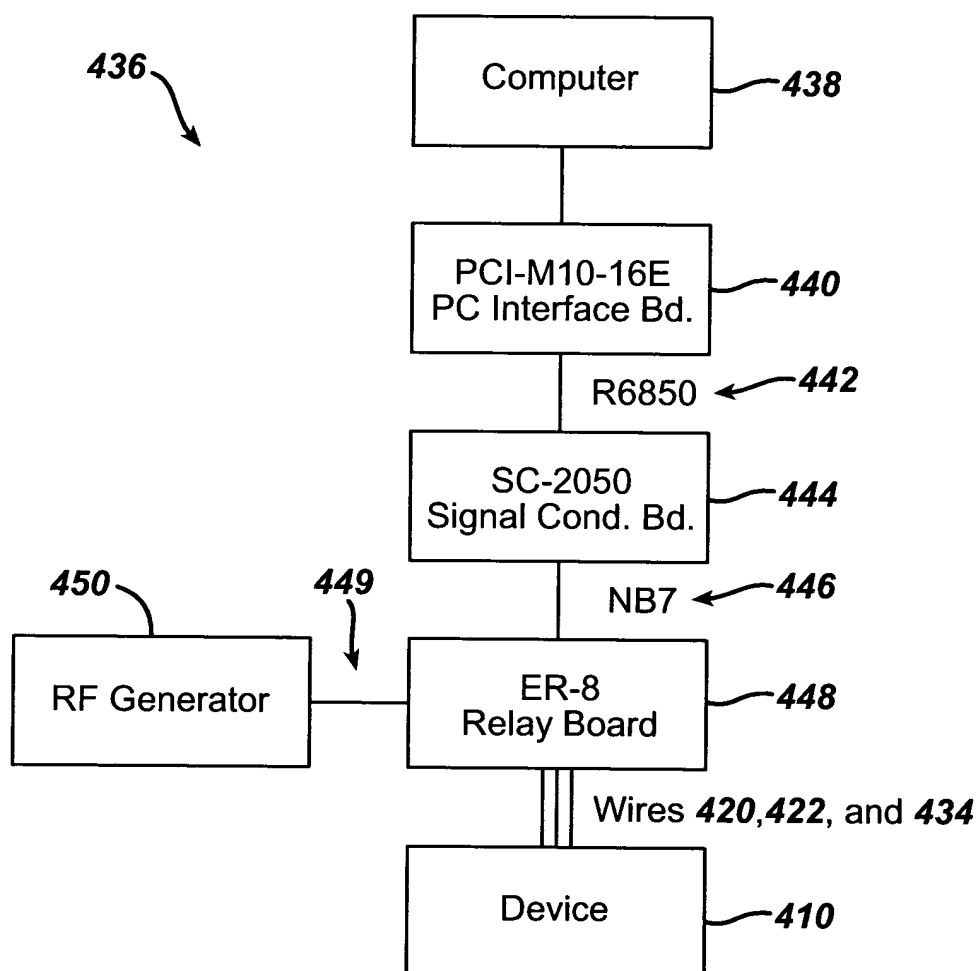 436
Computer
438
PCI-M10-16E
PC Interface Bd.
440
R6850
442
SC-2050
Signal Cond. Bd.
444
450
449
NB7
446
RF Generator
ER-8
Relay Board
448
Wires 420,422, and 434
Device
410